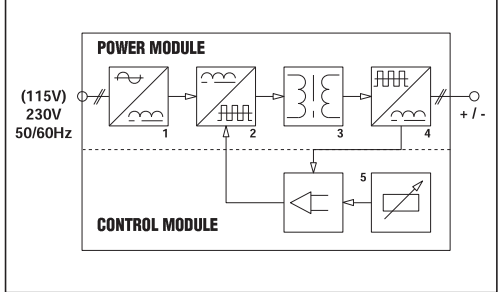 POWER MODULE
(115V)
230V
50/60Hz
1
2
3
4
+ / -
5
CONTROL MODULE